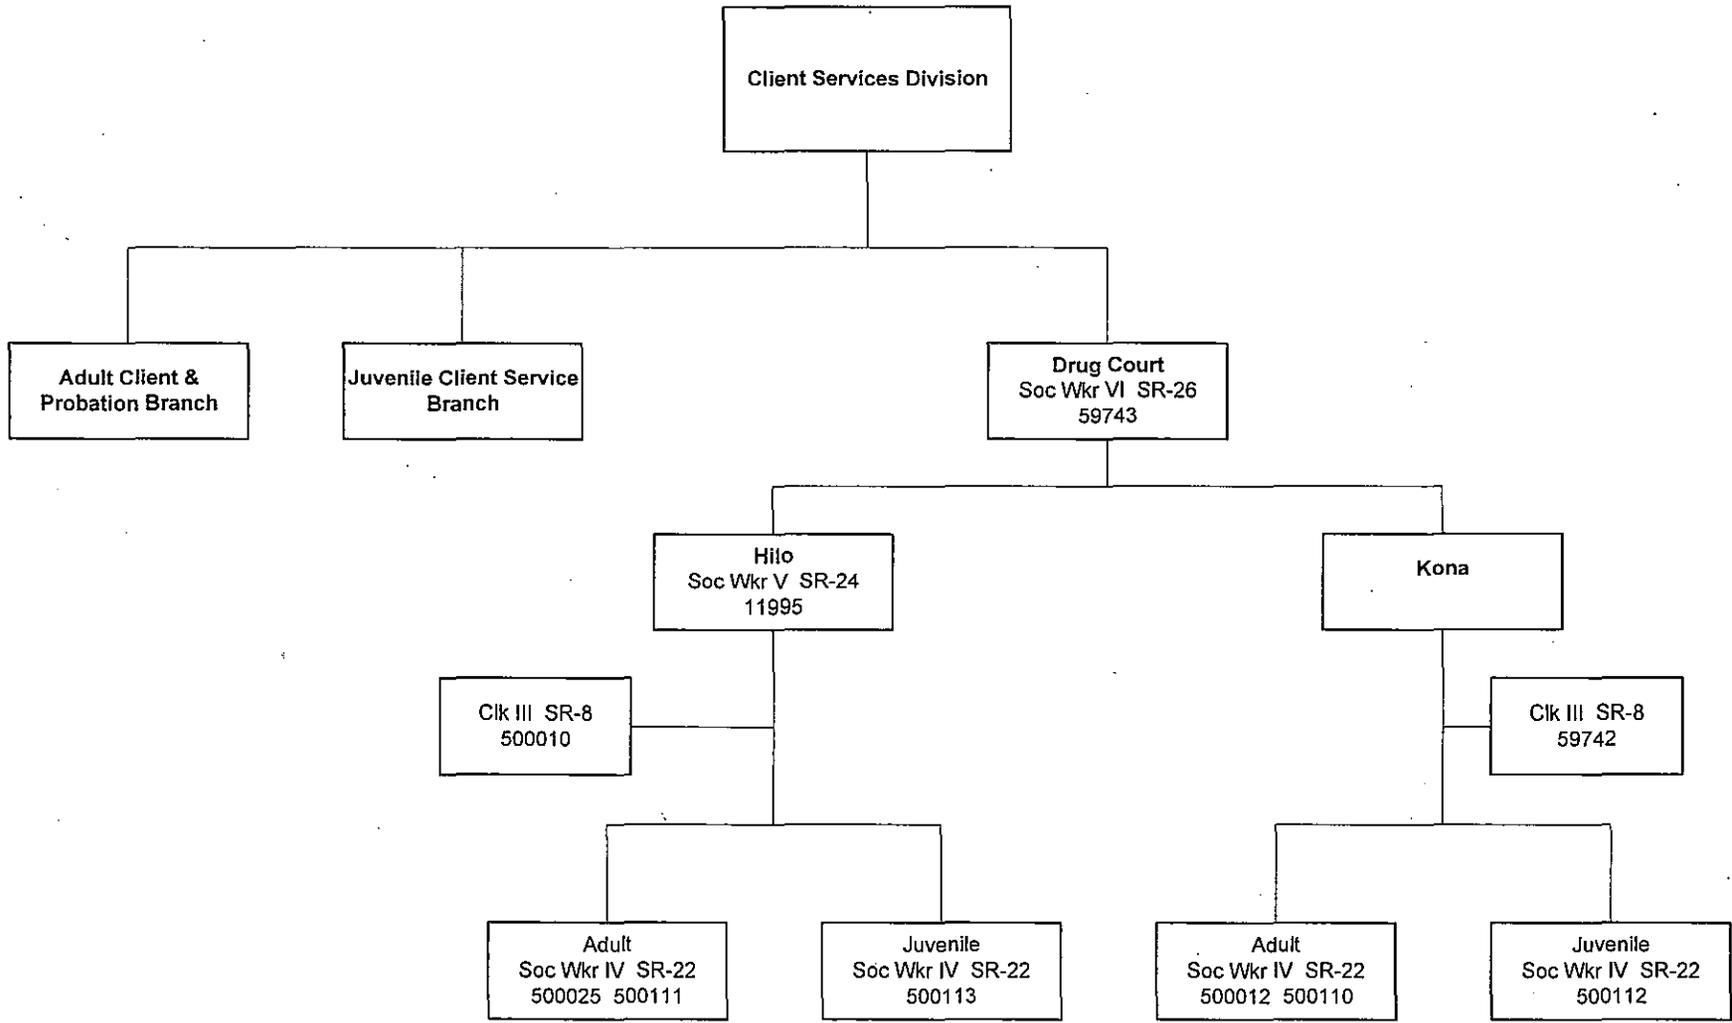 Client Services Division
Adult Client &
Probation Branch
Juvenile Client Service
Branch
Drug Court
Soc Wkr VI SR-26
59743
Hilo
Soc Wkr V SR-24
11995
Kona
Clk III SR-8
500010
Clk III SR-8
59742
Adult
Soc Wkr IV SR-22
500025 500111
Juvenile
Soc Wkr IV SR-22
500113
Adult
Soc Wkr IV SR-22
500012 500110
Juvenile
Soc Wkr IV SR-22
500112